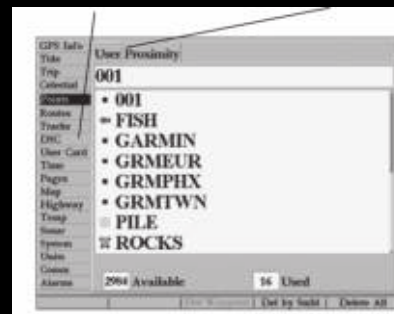 GPS Info
Tide
Trip
Celestial
Points
Routes
Tracks
DSC
User Card
Time
Pages
Map
Highway
Temp
Sonar
System
Units
Comm
Alarms
User Proximity
001
001
FISH
GARMIN
GRMEUR
GRMPHX
GRMTWN
PILE
ROCKS
2984 Available
16 Used
Del by Symbl
Delete All